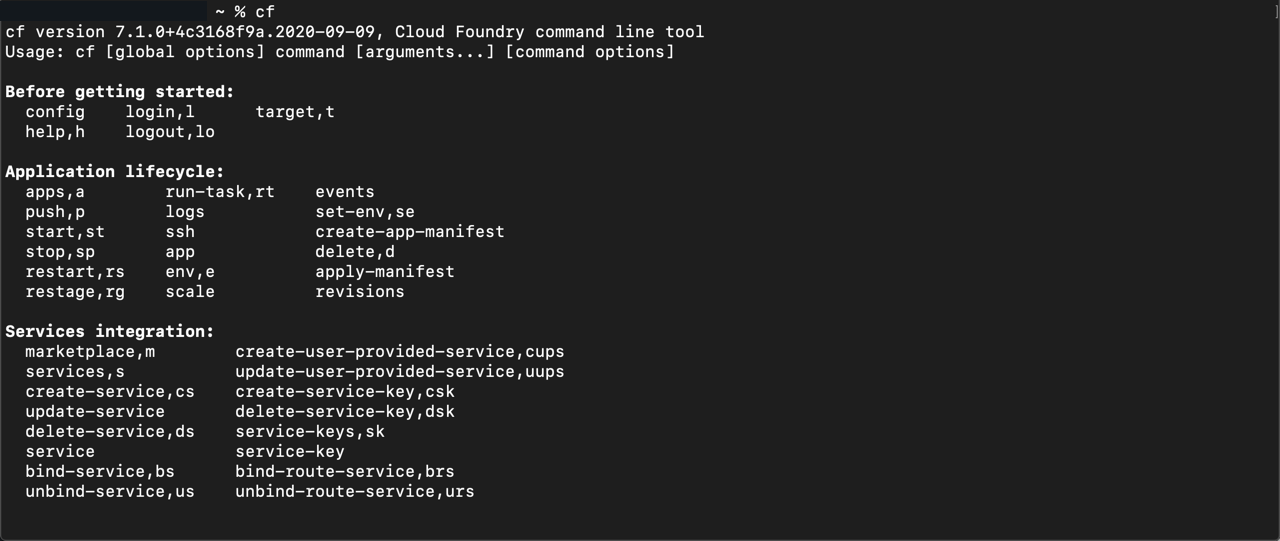 ~ % cf
cf version 7.1.0+4c3168f9a.2020-09-09, Cloud Foundry command line tool
Usage: cf [global options] command [arguments...] [command options]
Before getting started:
config login,l target,t
help,h logout,lo
Application lifecycle:
apps,a run-task,rt events
push,p logs set-env,se
start,st ssh create-app-manifest
stop,sp app delete,d
restart,rs env,e apply-manifest
restage,rg scale revisions
Services integration:
marketplace,m create-user-provided-service,cups
services,s update-user-provided-service,uups
create-service,cs create-service-key,csk
update-service delete-service-key,dsk
delete-service,ds service-keys,sk
service service-key
bind-service,bs bind-route-service,brs
unbind-service,us unbind-route-service,urs